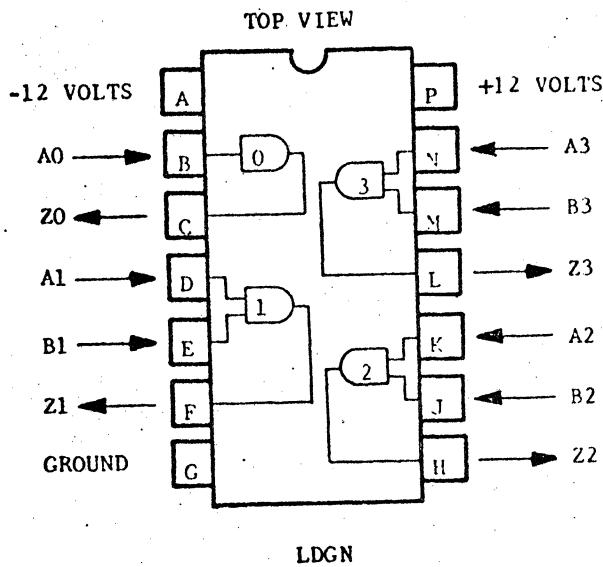 TOP VIEW
-12 VOLTS A P +12 VOLTS
A0 B 0 N A3
Z0 C 3 M B3
A1 D L Z3
B1 E 1 K A2
Z1 F 2 J B2
GROUND G H Z2
LDGN